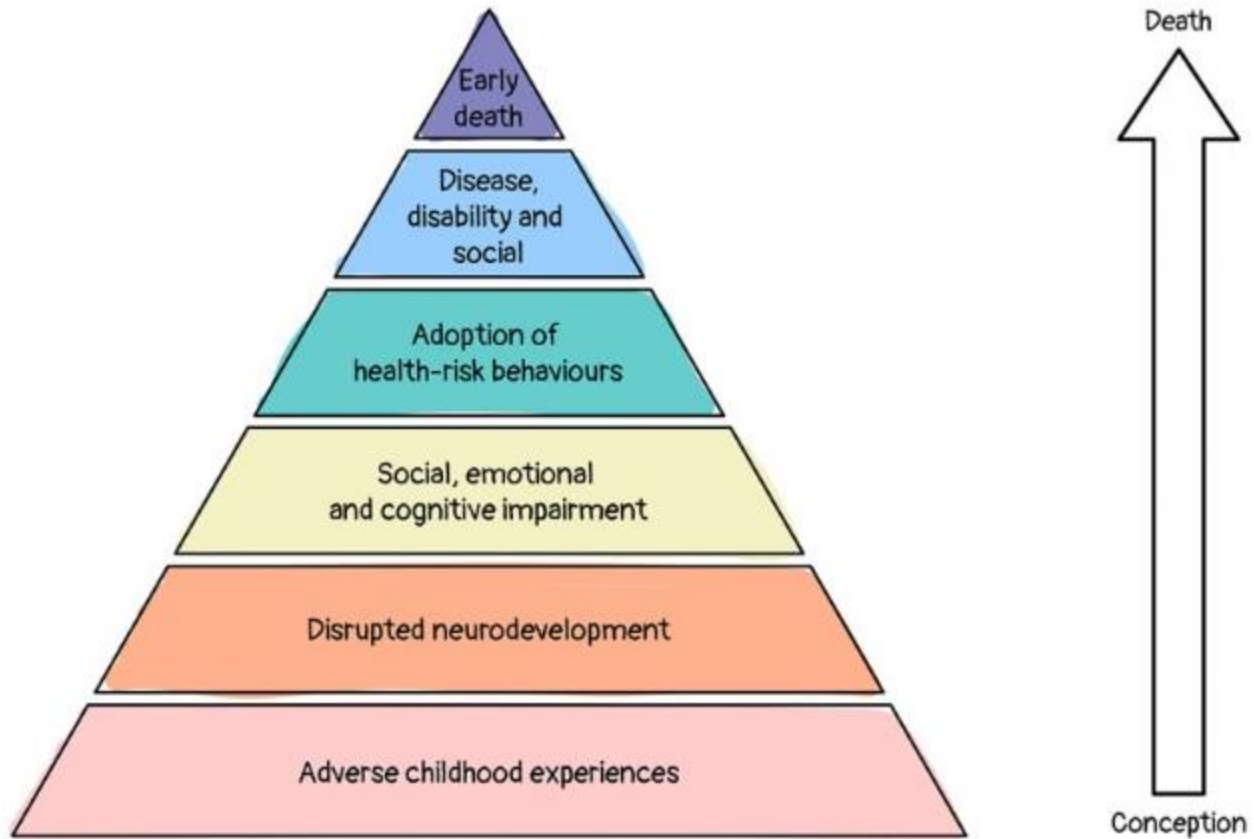 Early
death
Disease,
disability and
social
Adoption of
health-risk behaviours
Social, emotional
and cognitive impairment
Disrupted neurodevelopment
Adverse childhood experiences
Death
Conception